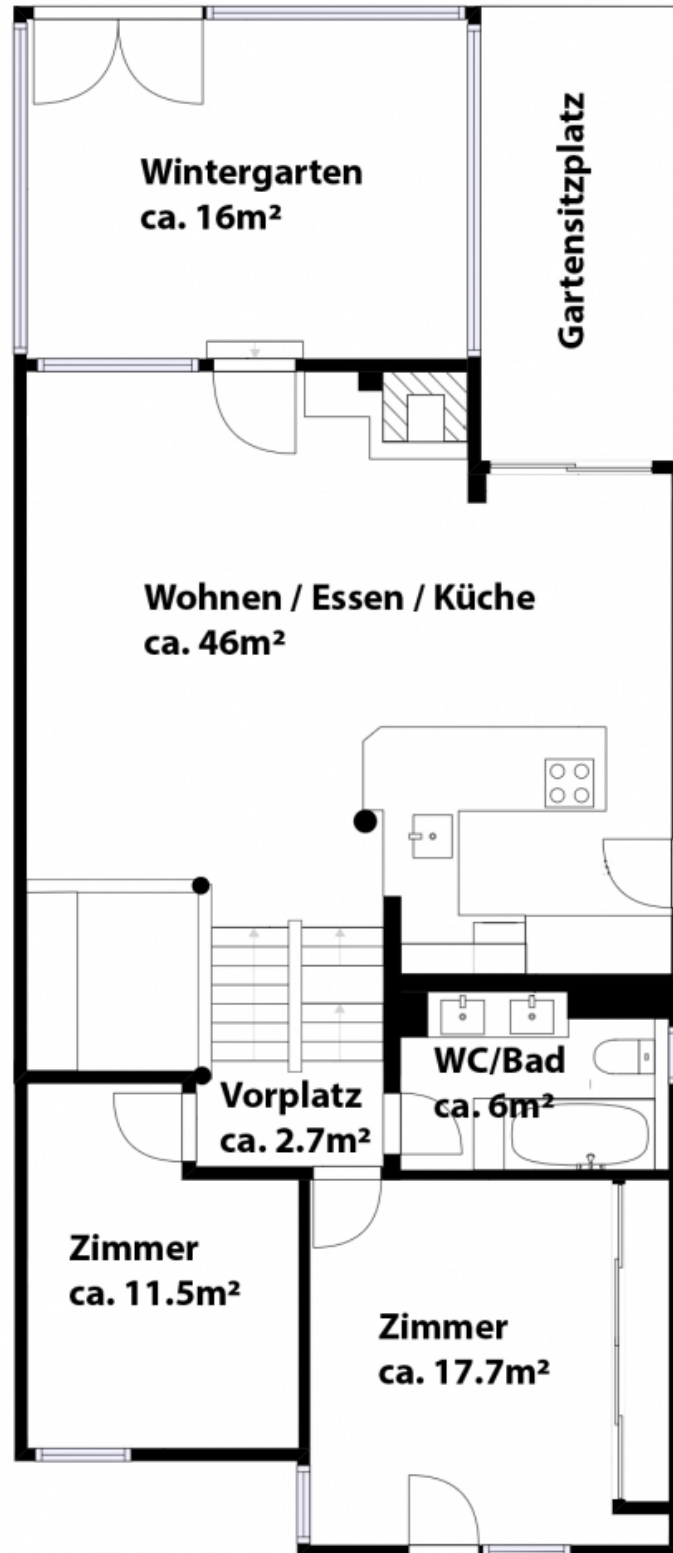 Wintergarten
ca. 16m²
Gartensitzplatz
Wohnen / Essen / Küche
ca. 46m²
WC/Bad
ca. 6m²
Vorplatz
ca. 2.7m²
Zimmer
ca. 11.5m²
Zimmer
ca. 17.7m²